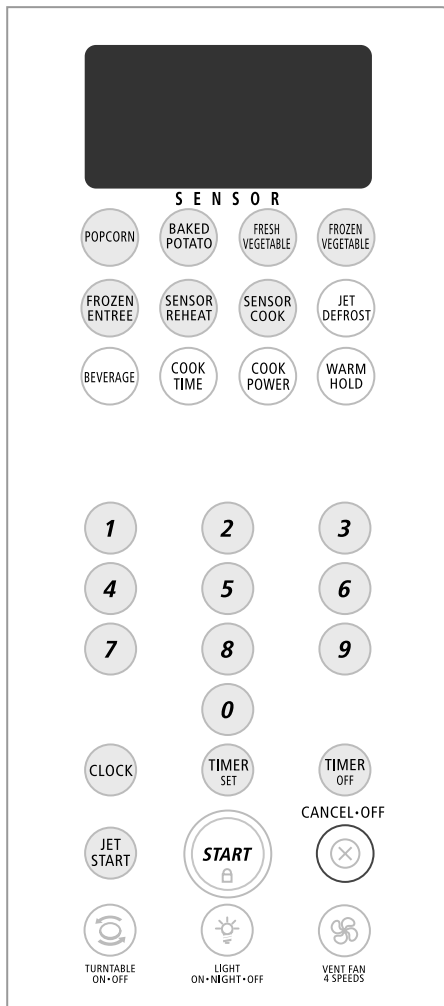 SENSOR
POPCORN
BAKED
POTATO
FRESH
VEGETABLE
FROZEN
VEGETABLE
FROZEN
ENTREE
SENSOR
REHEAT
SENSOR
COOK
JET
DEFROST
BEVERAGE
COOK
TIME
COOK
POWER
WARM
HOLD
1
2
3
4
5
6
7
8
9
0
CLOCK
TIMER
SET
TIMER
OFF
JET
START
START
CANCEL•OFF
TURNTABLE
ON•OFF
LIGHT
ON•NIGHT•OFF
VENT FAN
4 SPEEDS